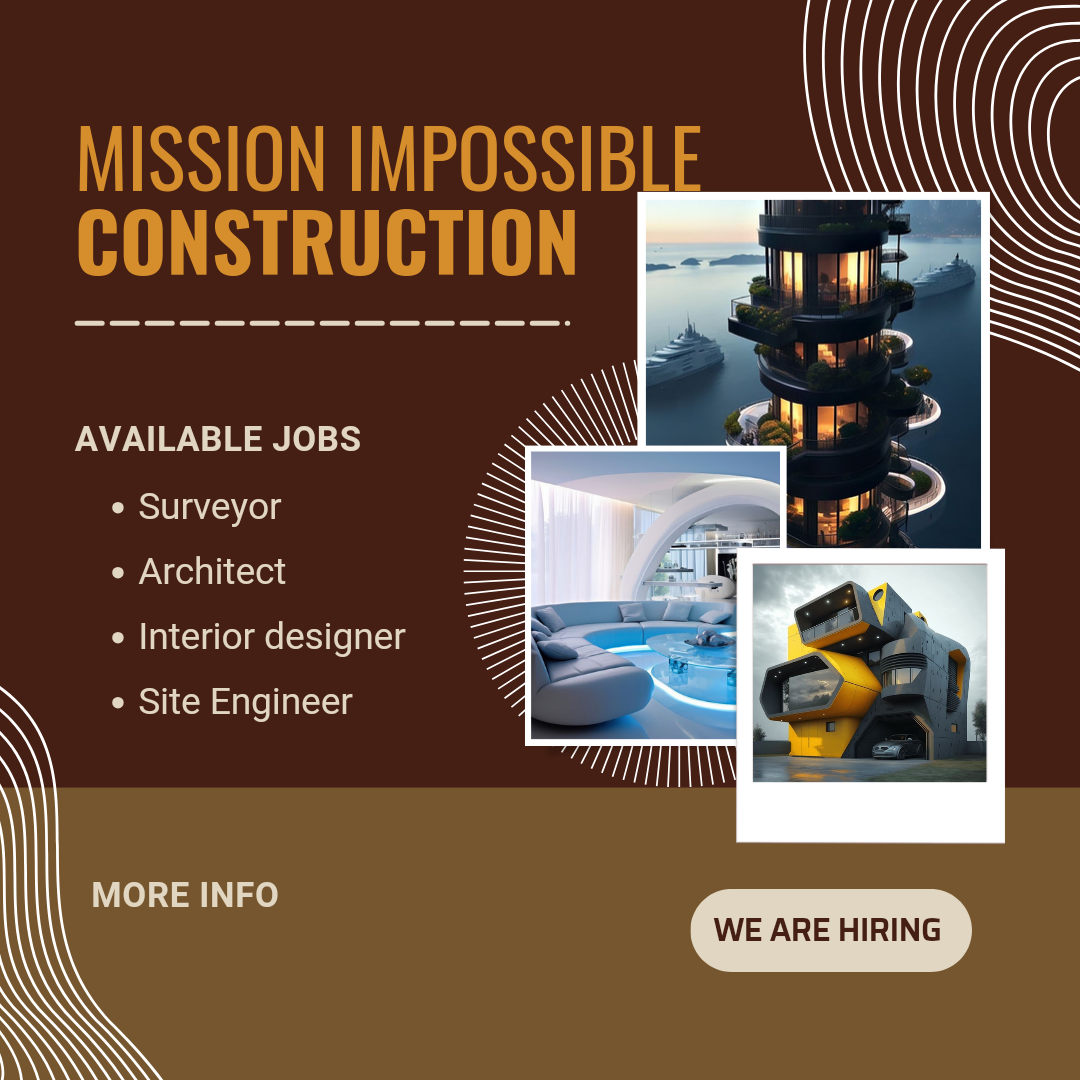 MISSION IMPOSSIBLE
CONSTRUCTION
AVAILABLE JOBS
• Surveyor
• Architect
• Interior designer
• Site Engineer
MORE INFO
WE ARE HIRING